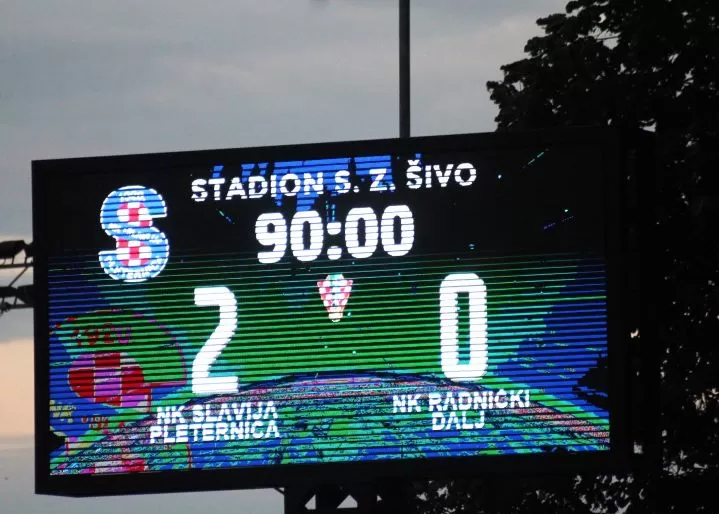 STADION S. Z. ŠIVO
90:00
2 0
NK SLAVIJA
PLETERNICA
NK RADNIČKI
DALJ